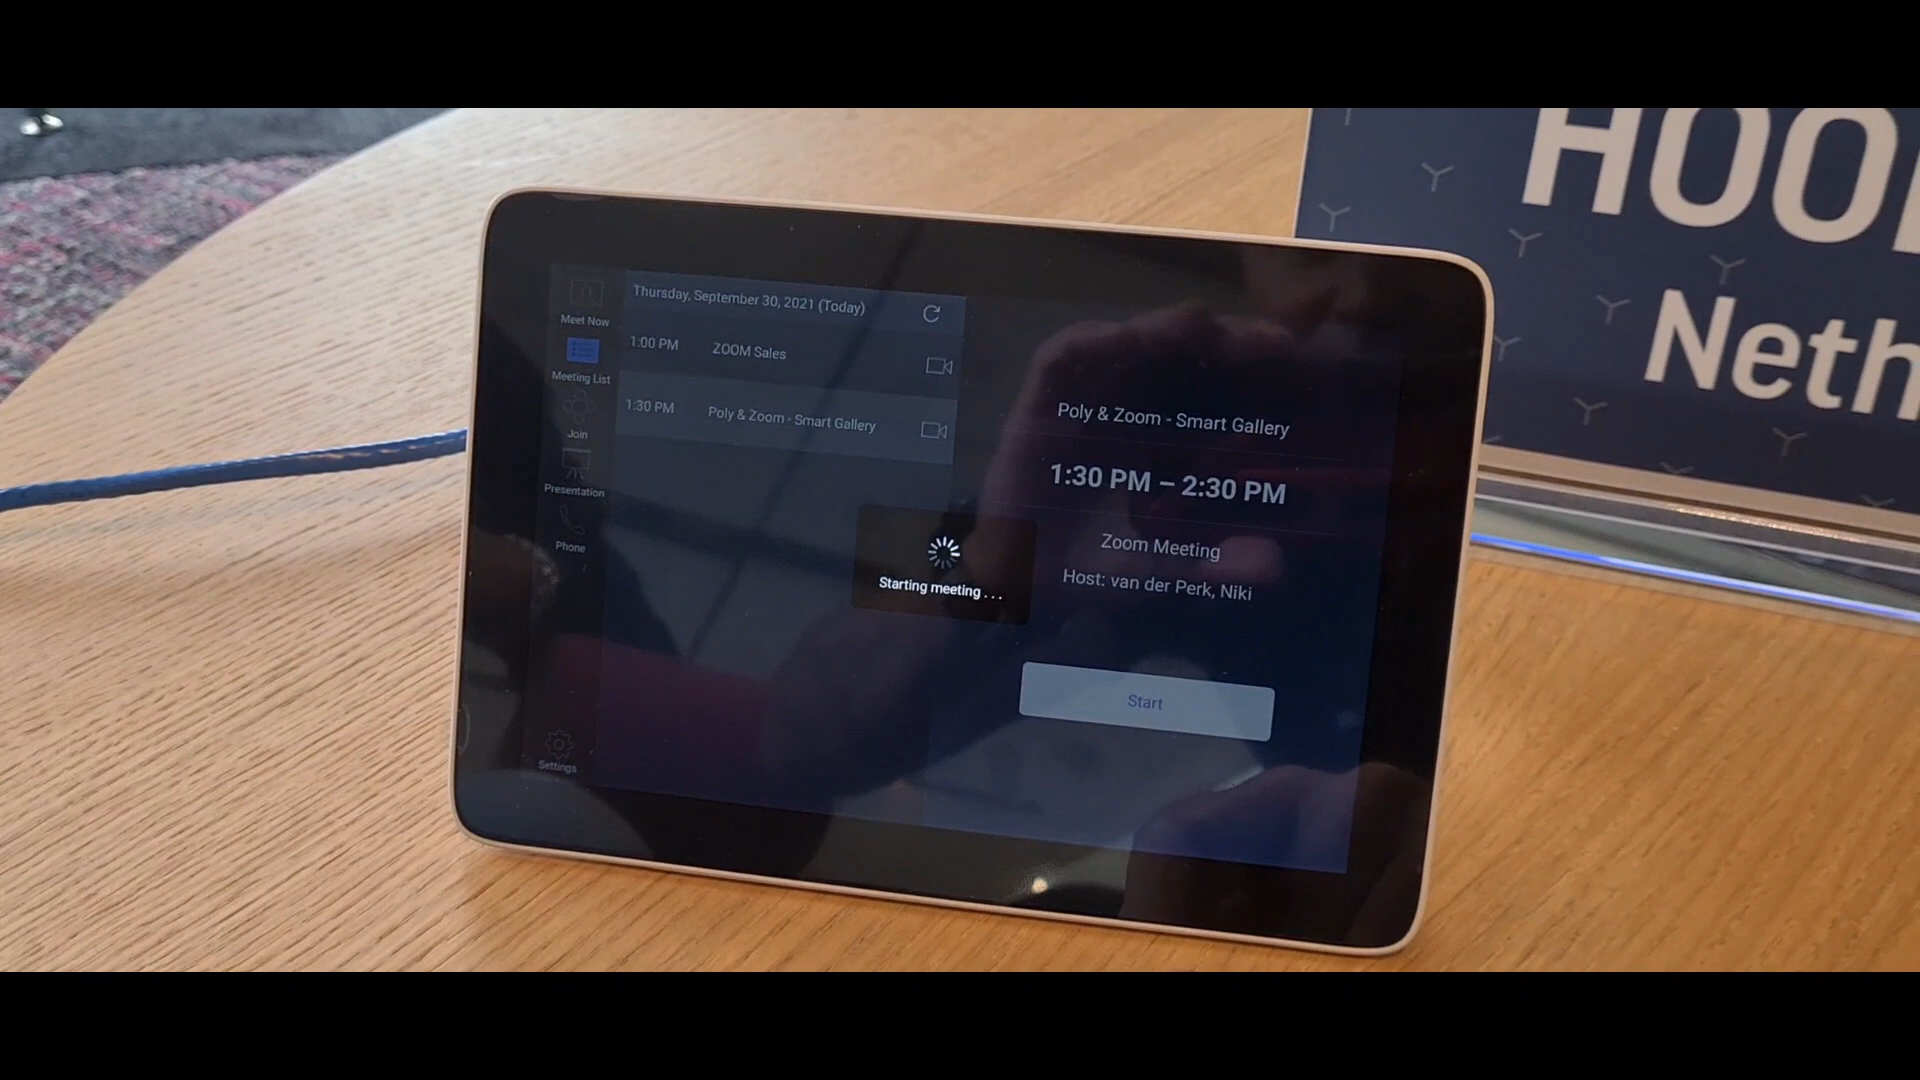 Meet Now
Meeting List
Join
Presentation
Phone
Settings
Thursday, September 30, 2021 (Today)
1:00 PM ZOOM Sales
1:30 PM Poly & Zoom - Smart Gallery
Poly & Zoom - Smart Gallery
1:30 PM – 2:30 PM
Zoom Meeting
Host: van der Perk, Niki
Start
Starting meeting . . .
HOO
Neth